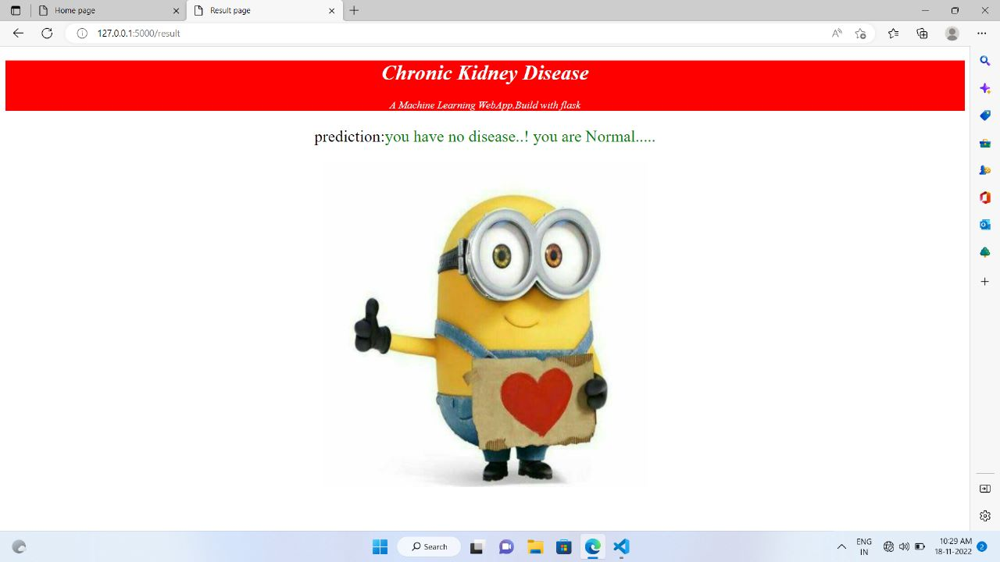 Home page
Result page
127.0.0.1:5000/result
Chronic Kidney Disease
A Machine Learning WebApp,Build with flask
prediction:you have no disease..! you are Normal.....
Search
ENG
IN
10:29 AM
18-11-2022
2